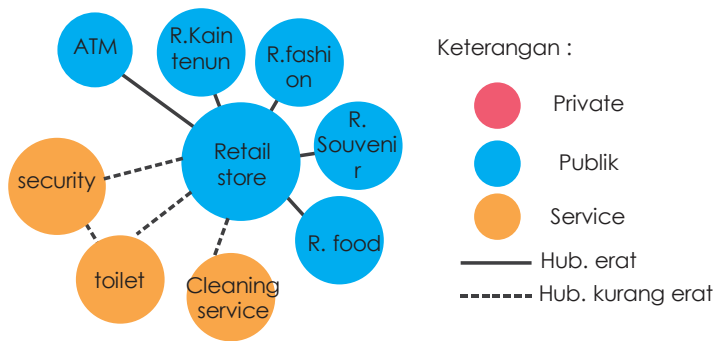 ATM
R.Kain
tenun
R.fashi
on
R.
Souveni
r
Retail
store
R. food
security
toilet
Cleaning
service
Keterangan :
Private
Publik
Service
Hub. erat
Hub. kurang erat